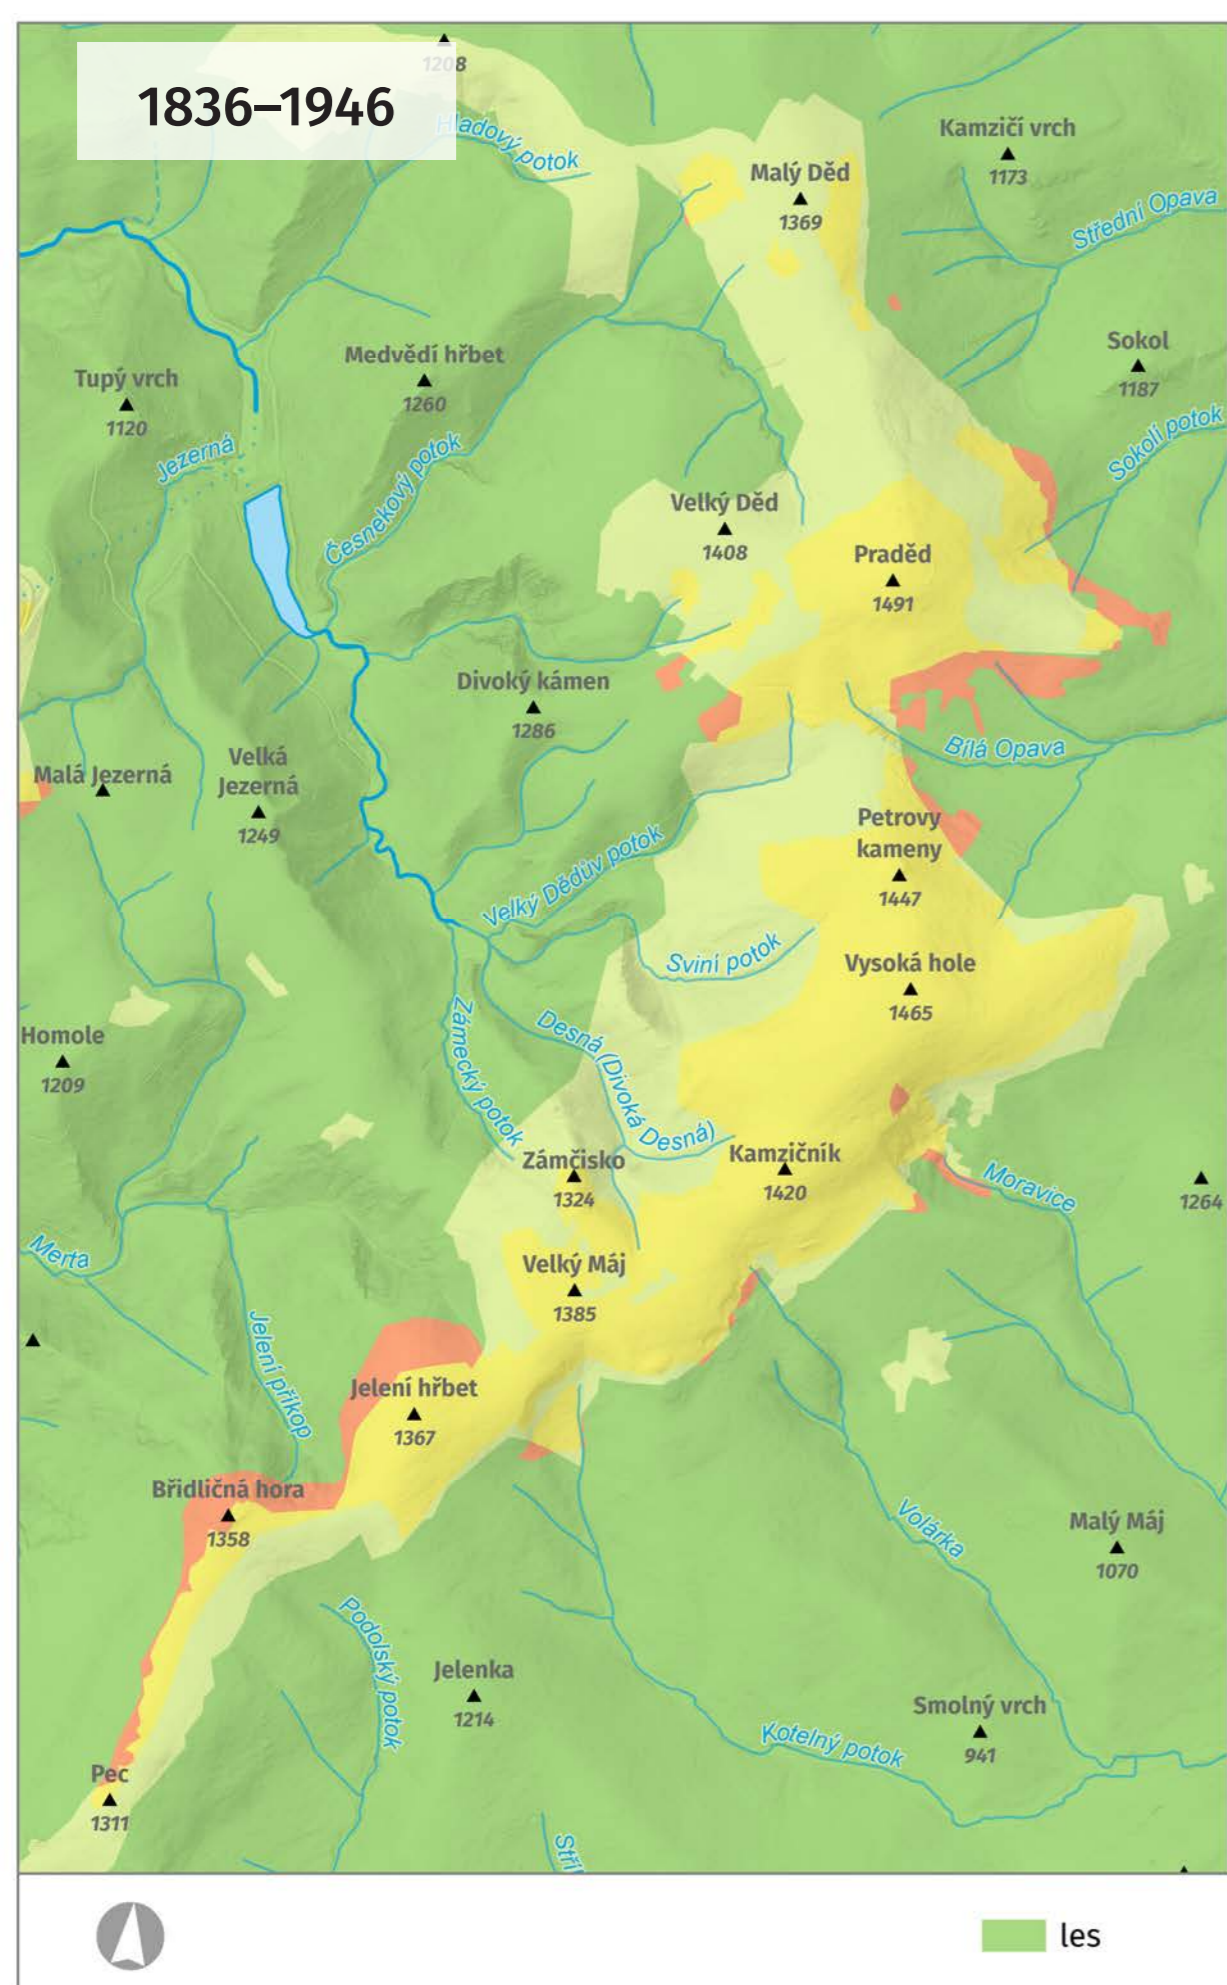 1208
1836–1946
Hladový potok
Kamzičí vrch
1173
Malý Děd
1369
Střední Opava
Sokol
1187
Medvědí hřbet
1260
Tupý vrch
1120
Jezerná
Sokolí potok
Česnekový potok
Velký Děd
1408
Praděd
1491
Divoký kámen
1286
Bílá Opava
Velká
Jezerná
1249
Malá Jezerná
Petrovy
kameny
1447
Velký Dědův potok
Sviní potok
Vysoká hole
1465
Homole
1209
Zámecký potok
Desná (Divoká
Desná)
Zámčisko
1324
Kamzičník
1420
Moravice
1264
Merta
Velký Máj
1385
Jelení příkop
Jelení hřbet
1367
Břidličná hora
1358
Volárka
Malý Máj
1070
Podolský potok
Jelenka
1214
Smolný vrch
941
Kotelný potok
Pec
1311
Stři
les